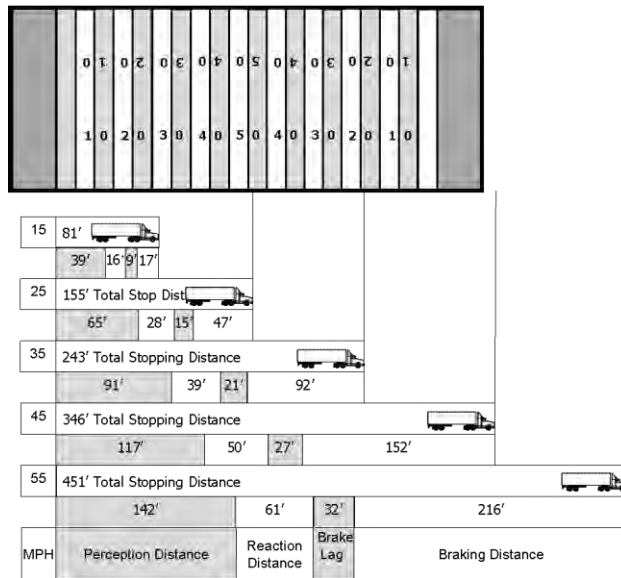 0 1 0 2 0 3 0 4 0 5 0 4 0 3 0 2 0 1
1 0 2 0 3 0 4 0 5 0 4 0 3 0 2 0 1 0
15 81′
39′ 16′ 9′ 17′
25 155′ Total Stop Dist
65′ 28′ 15′ 47′
35 243′ Total Stopping Distance
91′ 39′ 21′ 92′
45 346′ Total Stopping Distance
117′ 50′ 27′ 152′
55 451′ Total Stopping Distance
142′ 61′ 32′ 216′
MPH Perception Distance Reaction Distance Brake Lag Braking Distance